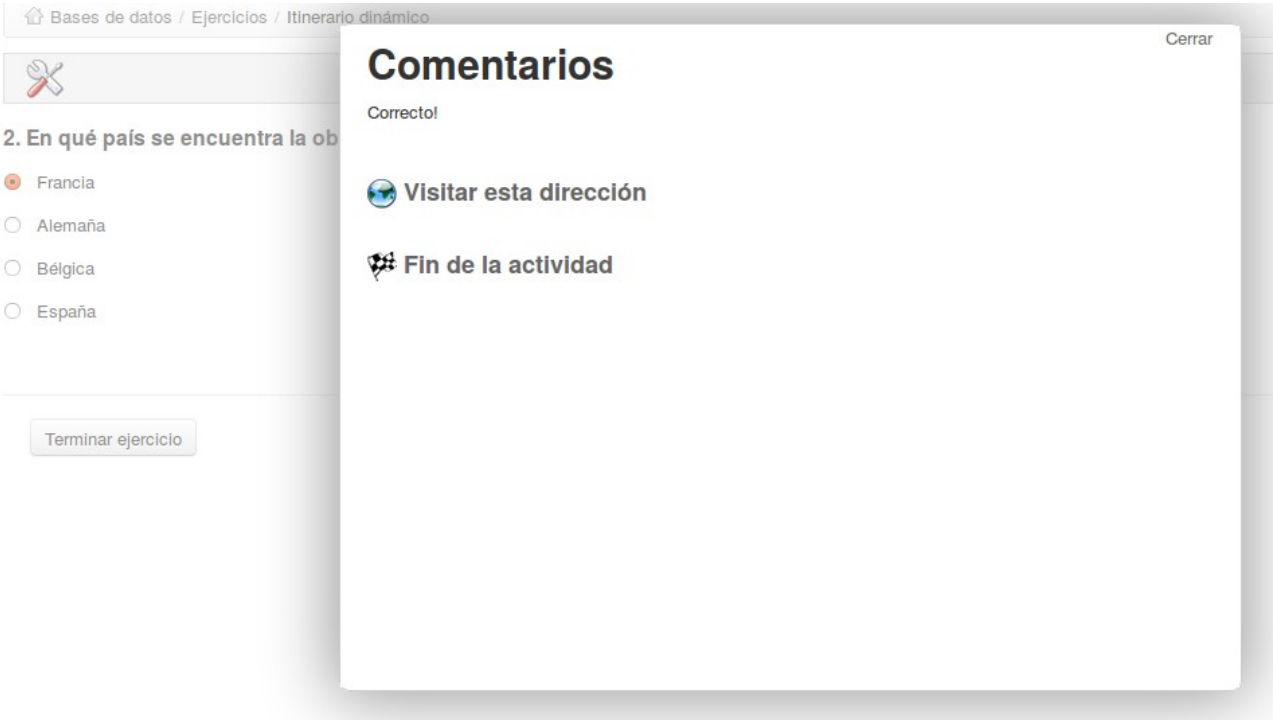 Bases de datos / Ejercicios / Itinerario dinámico
Cerrar
Comentarios
Correcto!
2. En qué país se encuentra la ob
Francia
Visitar esta dirección
Alemaña
Bélgica
Fin de la actividad
España
Terminar ejercicio